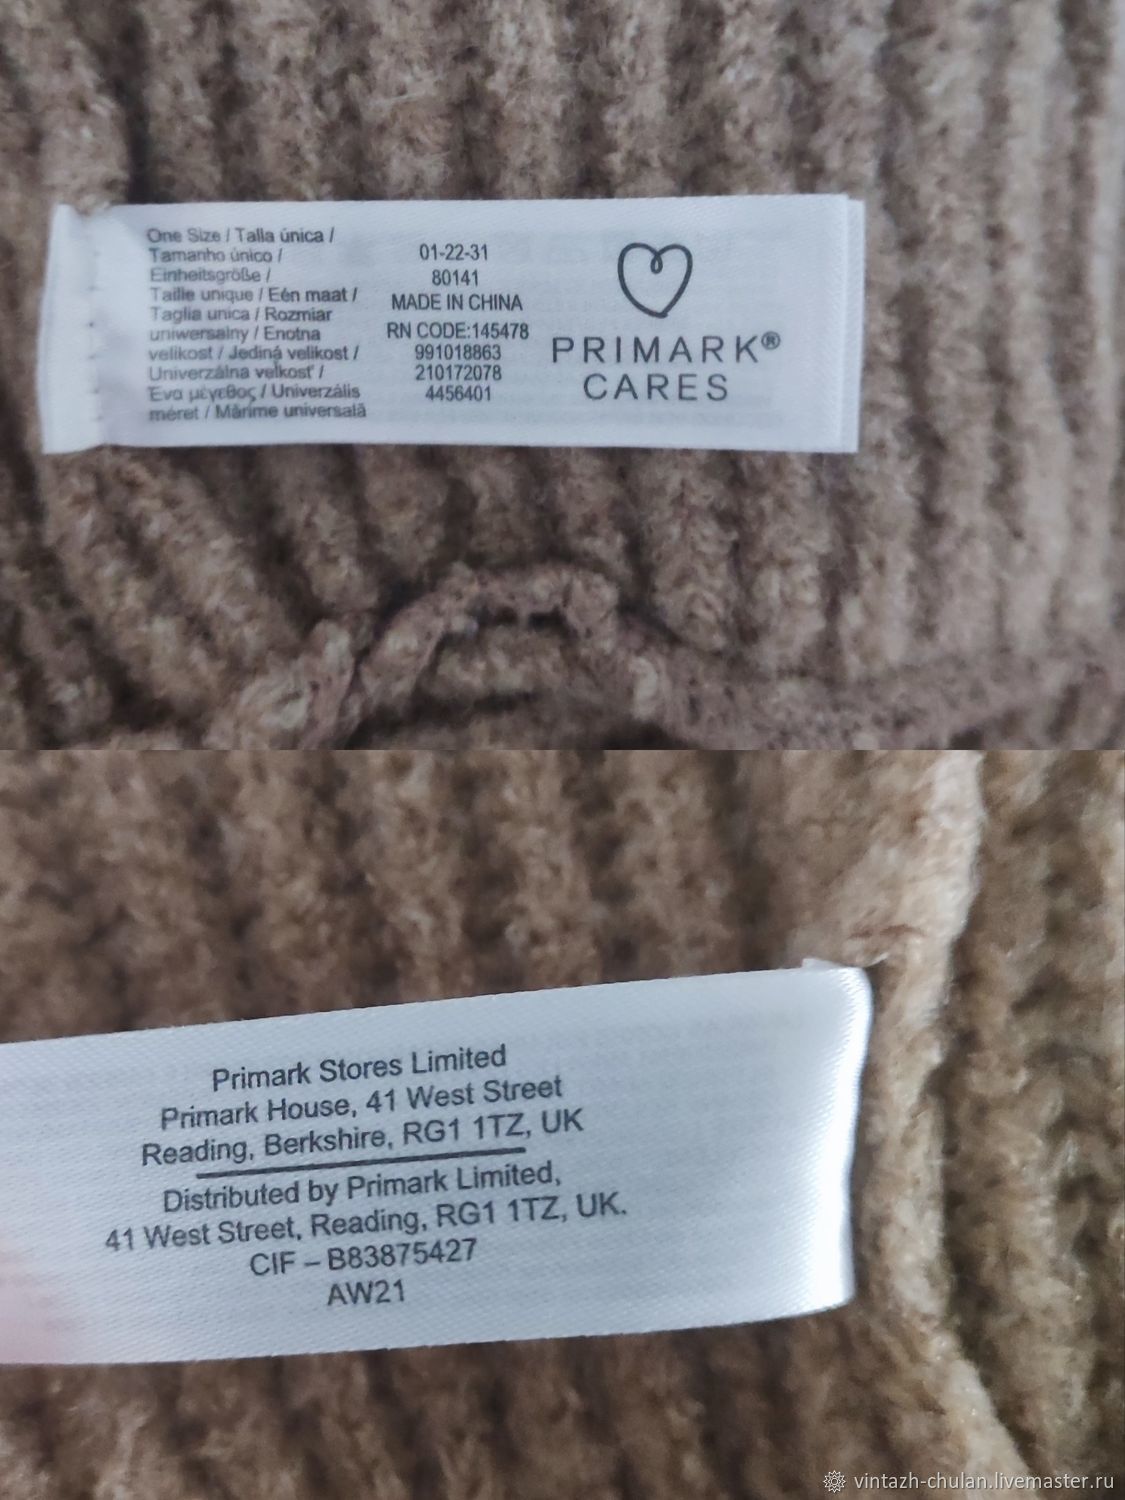 One Size / Talla única /
Tamanho único /
Einheitsgröße /
Taille unique / Eén maat /
Taglia unica / Rozmiar
uniwersalny / Enotna
velikost / Jediná velikost /
Univerzálna veľkosť /
Ένα μέγεθος / Univerzális
méret / Mărime universală
01-22-31
80141
MADE IN CHINA
RN CODE:145478
991018863
210172078
4456401
PRIMARK®
CARES
Primark Stores Limited
Primark House, 41 West Street
Reading, Berkshire, RG1 1TZ, UK
Distributed by Primark Limited,
41 West Street, Reading, RG1 1TZ, UK.
CIF – B83875427
AW21
vintazh-chulan.livemaster.ru